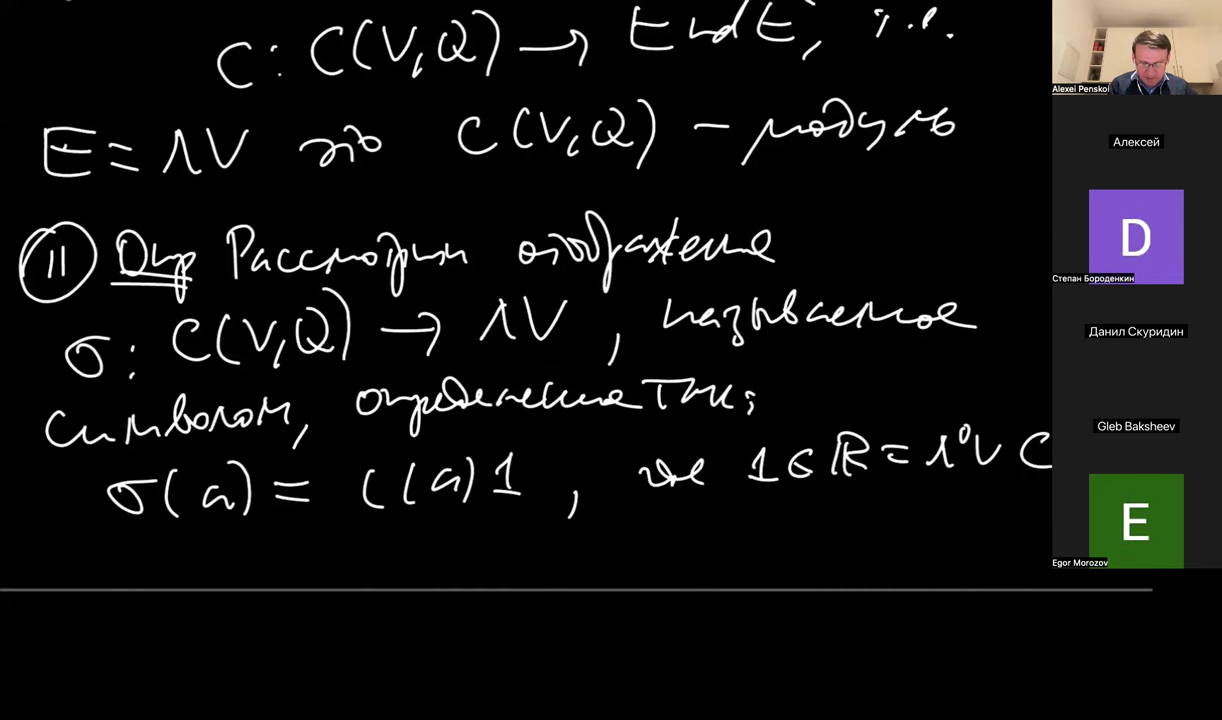 c: C(V,Q) → End E, т.е.
E = ΛV это C(V,Q) – модуль
11 Опр Рассмотрим отображение
σ: C(V,Q) → ΛV, называемое
символом, определенное так:
σ(a) = c(a)1, где 1 ∈ ℝ = Λ⁰V ⊂
Alexei Penskoi
Алексей
D
Степан Бороденкин
Данил Скуридин
Gleb Baksheev
E
Egor Morozov